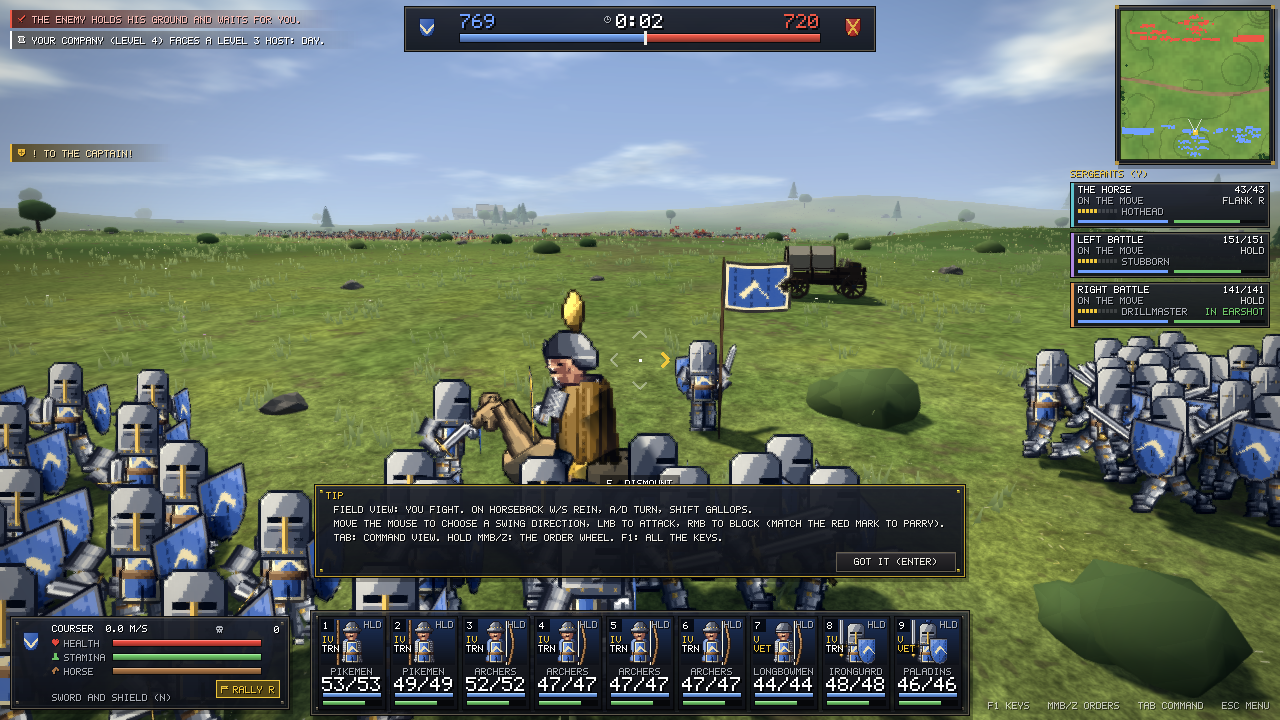 THE ENEMY HOLDS HIS GROUND AND WAITS FOR YOU.
YOUR COMPANY (LEVEL 4) FACES A LEVEL 3 HOST: DAY.
769 0:02 720
! TO THE CAPTAIN!
SERGEANTS (Y)
THE HORSE 43/43
ON THE MOVE FLANK R
HOTHEAD
LEFT BATTLE 151/151
ON THE MOVE HOLD
STUBBORN
RIGHT BATTLE 141/141
ON THE MOVE HOLD
DRILLMASTER IN EARSHOT
E. DISMOUNT
TIP
FIELD VIEW: YOU FIGHT. ON HORSEBACK W/S REIN, A/D TURN, SHIFT GALLOPS.
MOVE THE MOUSE TO CHOOSE A SWING DIRECTION, LMB TO ATTACK, RMB TO BLOCK (MATCH THE RED MARK TO PARRY).
TAB: COMMAND VIEW. HOLD MMB/Z: THE ORDER WHEEL. F1: ALL THE KEYS.
GOT IT (ENTER)
COURSER 0.0 M/S 0
HEALTH
STAMINA
HORSE
SWORD AND SHIELD (N)
RALLY R
1 HLD IV TRN PIKEMEN 53/53
2 HLD IV TRN PIKEMEN 49/49
3 HLD IV TRN ARCHERS 52/52
4 HLD IV TRN ARCHERS 47/47
5 HLD IV TRN ARCHERS 47/47
6 HLD IV TRN ARCHERS 47/47
7 HLD V VET LONGBOWMEN 44/44
8 HLD IV TRN IRONGUARD 48/48
9 HLD V VET PALADINS 46/46
F1 KEYS MMB/Z ORDERS TAB COMMAND ESC MENU